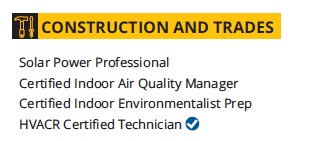 CONSTRUCTION AND TRADES
Solar Power Professional
Certified Indoor Air Quality Manager
Certified Indoor Environmentalist Prep
HVACR Certified Technician